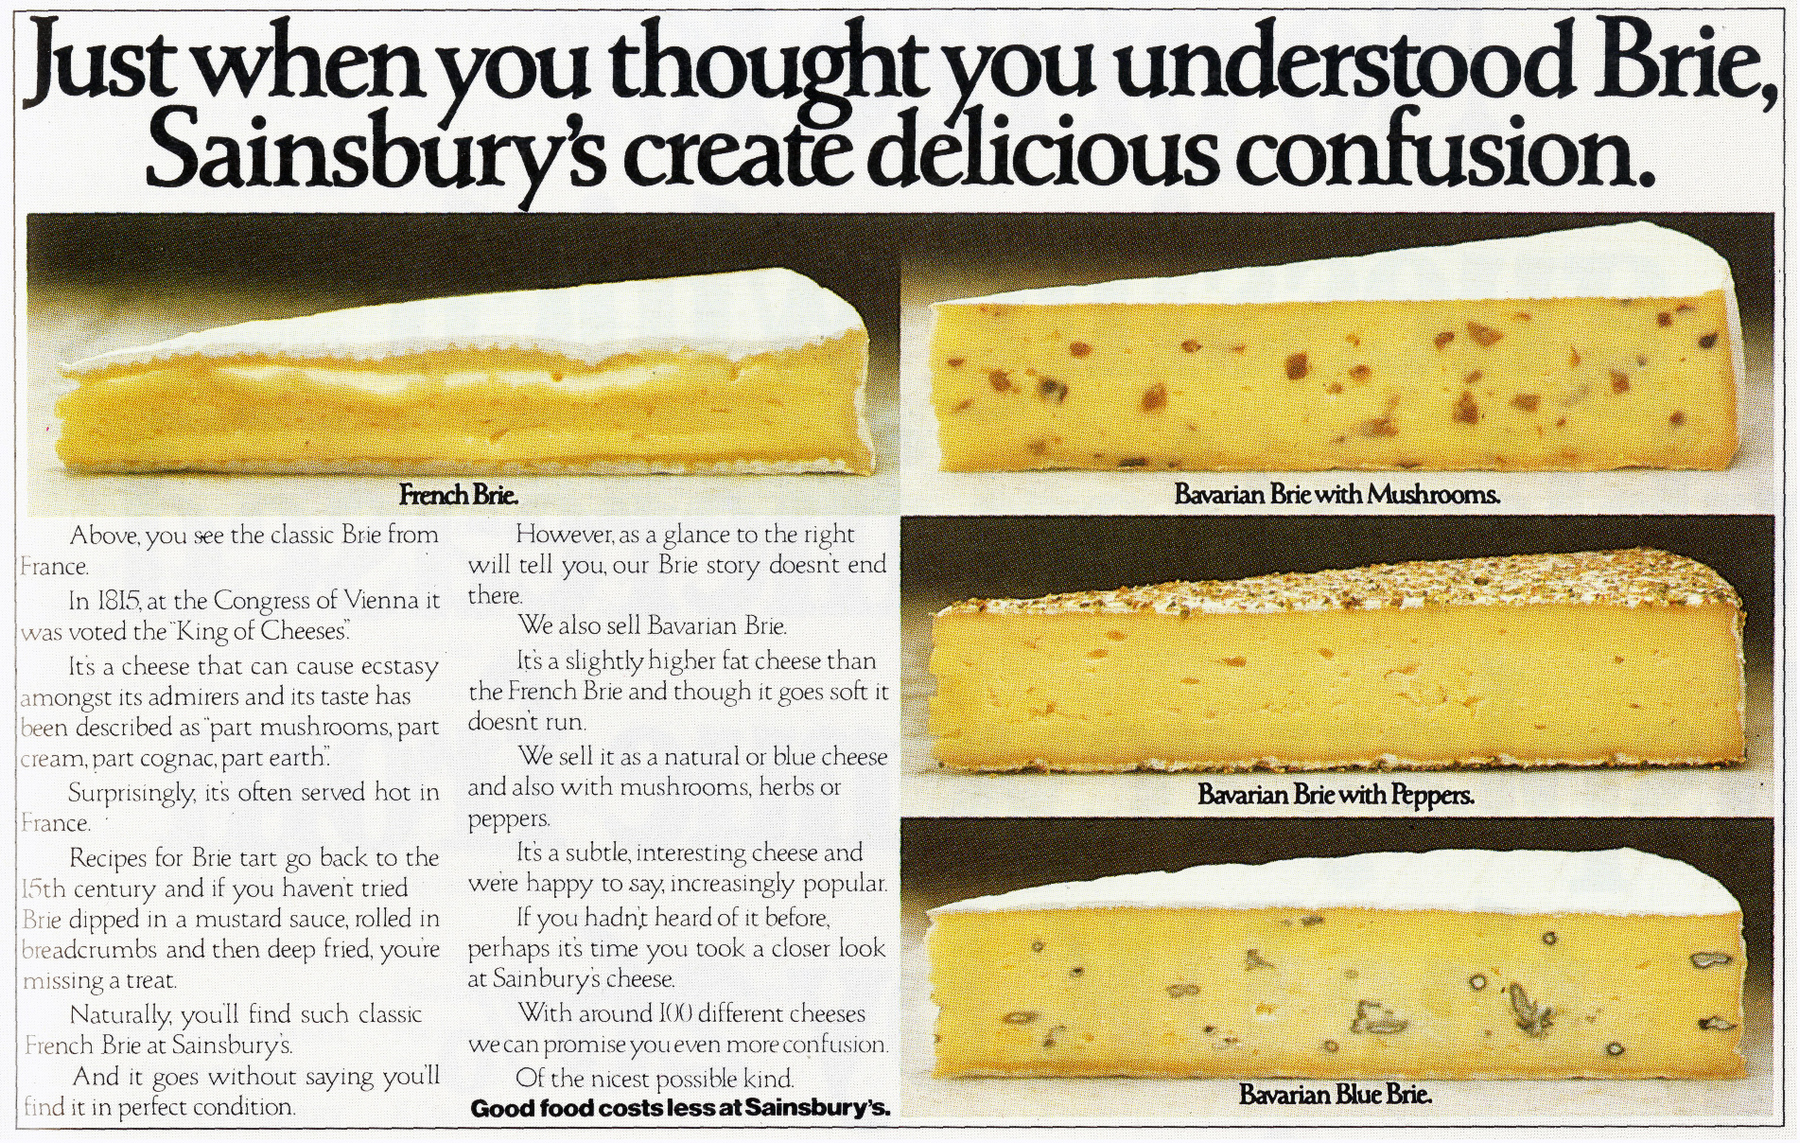 Just when you thought you understood Brie,
Sainsbury's create delicious confusion.
French Brie.
Bavarian Brie with Mushrooms.
Above, you see the classic Brie from
France.
In 1815, at the Congress of Vienna it
was voted the "King of Cheeses".
It's a cheese that can cause ecstasy
amongst its admirers and its taste has
been described as "part mushrooms, part
cream, part cognac, part earth".
Surprisingly, it's often served hot in
France.
Recipes for Brie tart go back to the
15th century and if you haven't tried
Brie dipped in a mustard sauce, rolled in
breadcrumbs and then deep fried, you're
missing a treat.
Naturally, you'll find such classic
French Brie at Sainsbury's.
And it goes without saying you'll
find it in perfect condition.
However, as a glance to the right
will tell you, our Brie story doesn't end
there.
We also sell Bavarian Brie.
It's a slightly higher fat cheese than
the French Brie and though it goes soft it
doesn't run.
We sell it as a natural or blue cheese
and also with mushrooms, herbs or
peppers.
It's a subtle, interesting cheese and
we're happy to say, increasingly popular.
If you hadn't heard of it before,
perhaps it's time you took a closer look
at Sainbury's cheese.
With around 100 different cheeses
we can promise you even more confusion.
Of the nicest possible kind.
Good food costs less at Sainsbury's.
Bavarian Brie with Peppers.
Bavarian Blue Brie.